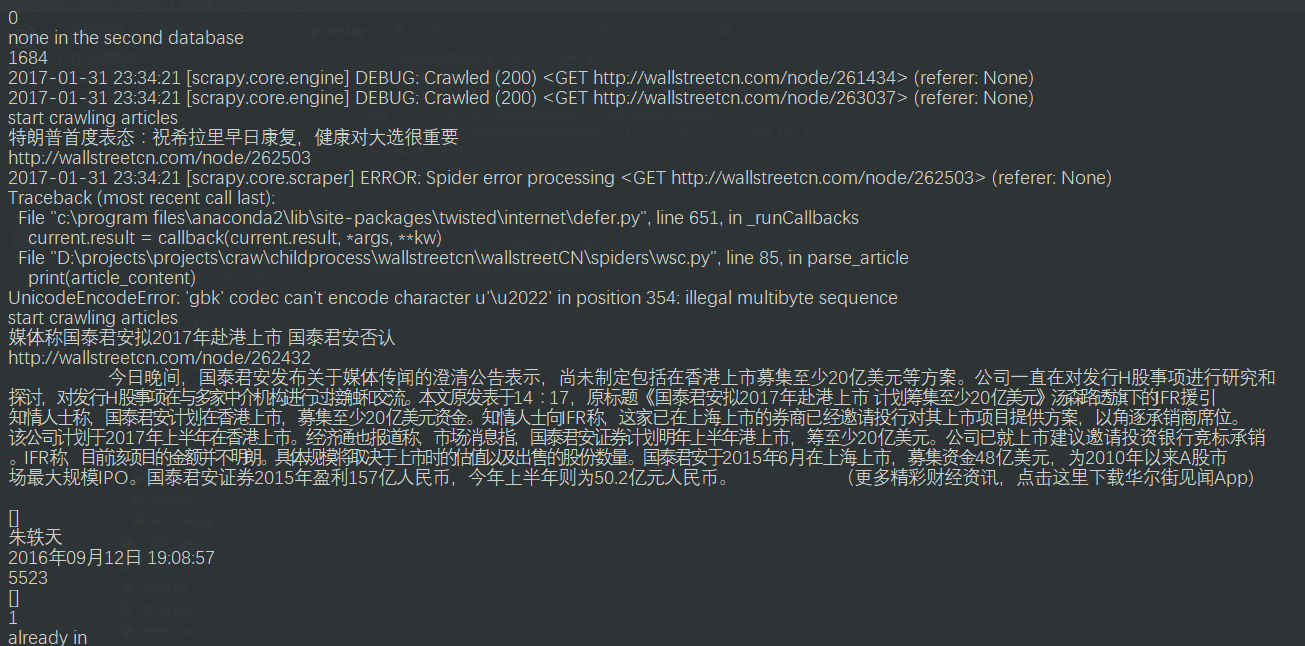 0
none in the second database
1684
2017-01-31 23:34:21 [scrapy.core.engine] DEBUG: Crawled (200) <GET http://wallstreetcn.com/node/261434> (referer: None)
2017-01-31 23:34:21 [scrapy.core.engine] DEBUG: Crawled (200) <GET http://wallstreetcn.com/node/263037> (referer: None)
start crawling articles
特朗普首度表态：祝希拉里早日康复，健康对大选很重要
http://wallstreetcn.com/node/262503
2017-01-31 23:34:21 [scrapy.core.scraper] ERROR: Spider error processing <GET http://wallstreetcn.com/node/262503> (referer: None)
Traceback (most recent call last):
File "c:\program files\anaconda2\lib\site-packages\twisted\internet\defer.py", line 651, in _runCallbacks
current.result = callback(current.result, *args, **kw)
File "D:\projects\projects\craw\childprocess\wallstreetcn\wallstreetCN\spiders\wsc.py", line 85, in parse_article
print(article_content)
UnicodeEncodeError: 'gbk' codec can't encode character u'\u2022' in position 354: illegal multibyte sequence
start crawling articles
媒体称国泰君安拟2017年赴港上市 国泰君安否认
http://wallstreetcn.com/node/262432
今日晚间，国泰君安发布关于媒体传闻的澄清公告表示，尚未制定包括在香港上市募集至少20亿美元等方案。公司一直在对发行H股事项进行研究和
探讨，对发行H股事项在与多家中介机构进行过接触和交流。本文原发表于14：17，原标题《国泰君安拟2017年赴港上市 计划筹集至少20亿美元》汤森路透旗下的IFR援引
知情人士称，国泰君安计划在香港上市，募集至少20亿美元资金。知情人士向IFR称，这家已在上海上市的券商已经邀请投行对其上市项目提供方案，以角逐承销商席位。
该公司计划于2017年上半年在香港上市。经济通也报道称，市场消息指，国泰君安证券计划明年上半年港上市，筹至少20亿美元。公司已就上市建议邀请投资银行竞标承销
。IFR称，目前该项目的金额并不明朗。具体规模将取决于上市时的估值以及出售的股份数量。国泰君安于2015年6月在上海上市，募集资金48亿美元，为2010年以来A股市
场最大规模IPO。国泰君安证券2015年盈利157亿人民币，今年上半年则为50.2亿元人民币。 （更多精彩财经资讯，点击这里下载华尔街见闻App）
[]
朱轶天
2016年09月12日 19:08:57
5523
[]
1
already in